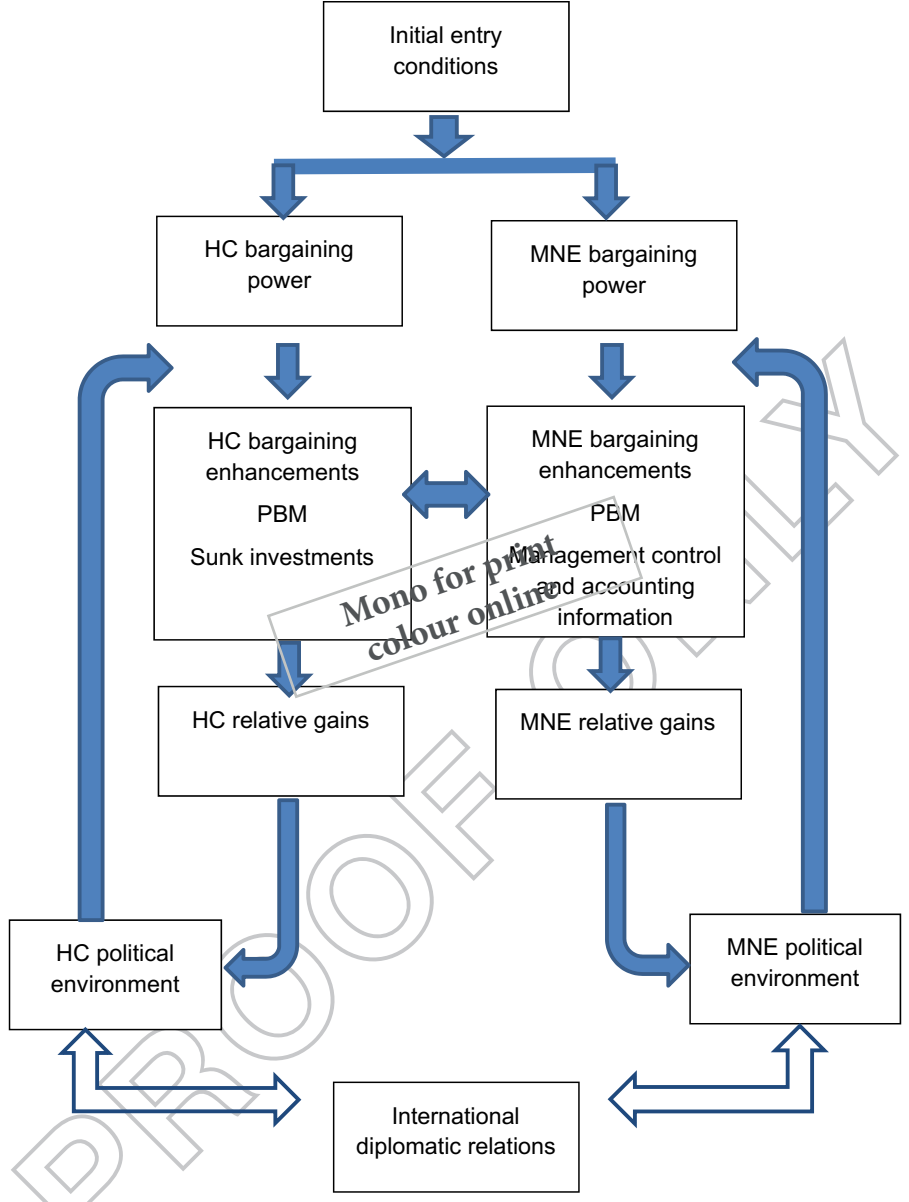 Initial entry
conditions
HC bargaining
power
MNE bargaining
power
HC bargaining
enhancements
PBM
Sunk investments
MNE bargaining
enhancements
PBM
Management control
and accounting
information
Mono for print
colour online
HC relative gains
MNE relative gains
HC political
environment
MNE political
environment
International
diplomatic relations
PROOF ONLY